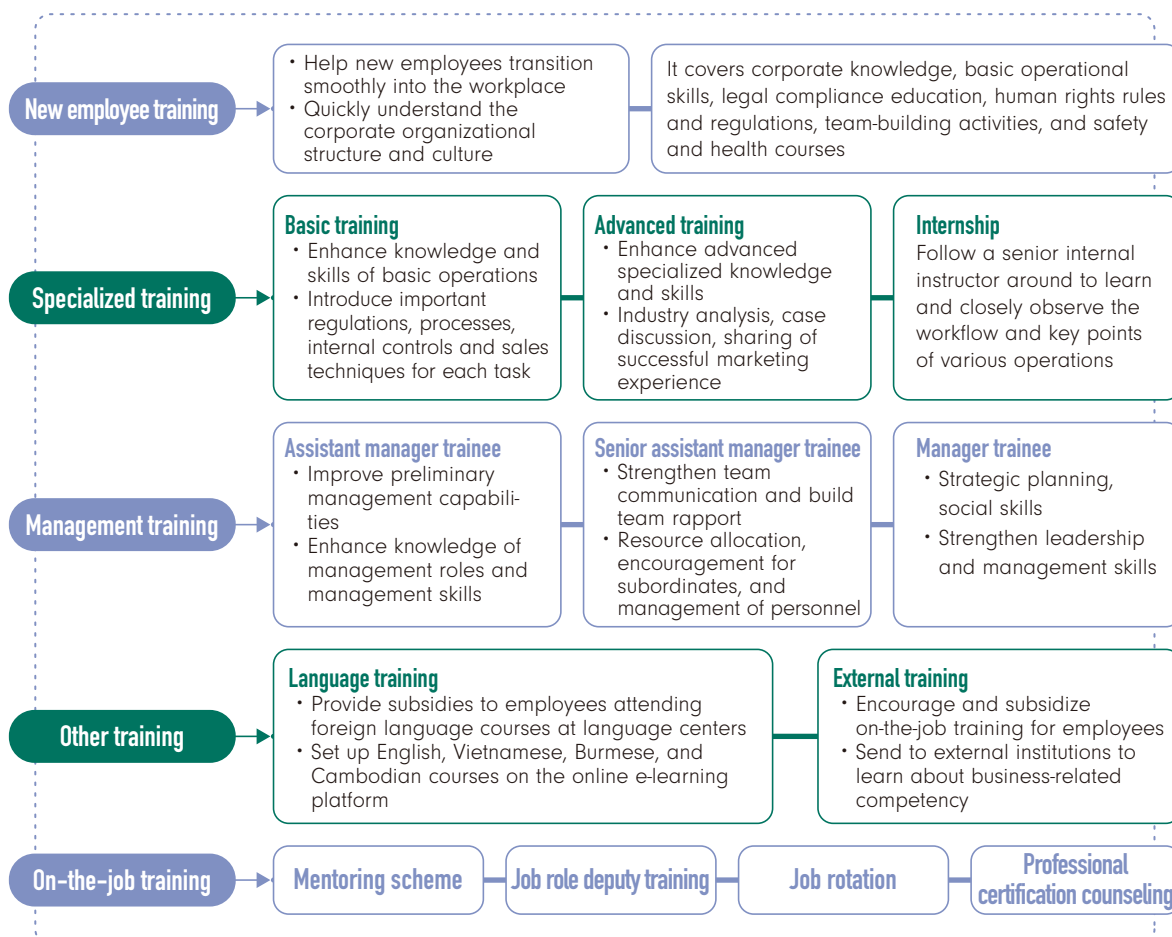 New employee training
• Help new employees transition
smoothly into the workplace
• Quickly understand the
corporate organizational
structure and culture
It covers corporate knowledge, basic operational
skills, legal compliance education, human rights rules
and regulations, team-building activities, and safety
and health courses
Specialized training
Basic training
• Enhance knowledge and
skills of basic operations
• Introduce important
regulations, processes,
internal controls and sales
techniques for each task
Advanced training
• Enhance advanced
specialized knowledge
and skills
• Industry analysis, case
discussion, sharing of
successful marketing
experience
Internship
Follow a senior internal
instructor around to learn
and closely observe the
workflow and key points
of various operations
Management training
Assistant manager trainee
• Improve preliminary
management capabili-
ties
• Enhance knowledge of
management roles and
management skills
Senior assistant manager trainee
• Strengthen team
communication and build
team rapport
• Resource allocation,
encouragement for
subordinates, and
management of personnel
Manager trainee
• Strategic planning,
social skills
• Strengthen leadership
and management skills
Other training
Language training
• Provide subsidies to employees attending
foreign language courses at language centers
• Set up English, Vietnamese, Burmese, and
Cambodian courses on the online e-learning
platform
External training
• Encourage and subsidize
on-the-job training for employees
• Send to external institutions to
learn about business-related
competency
On-the-job training
Mentoring scheme
Job role deputy training
Job rotation
Professional
certification counseling